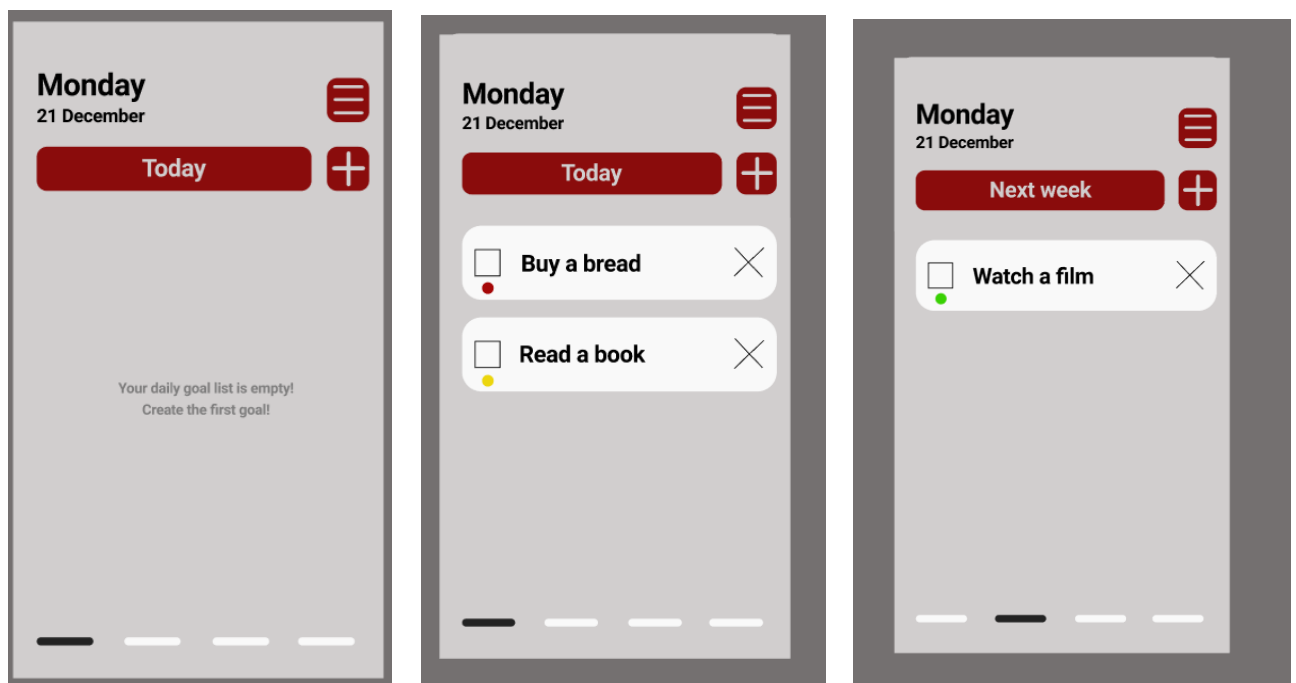 Monday
21 December
Today
Your daily goal list is empty!
Create the first goal!
Monday
21 December
Today
Buy a bread
Read a book
Monday
21 December
Next week
Watch a film